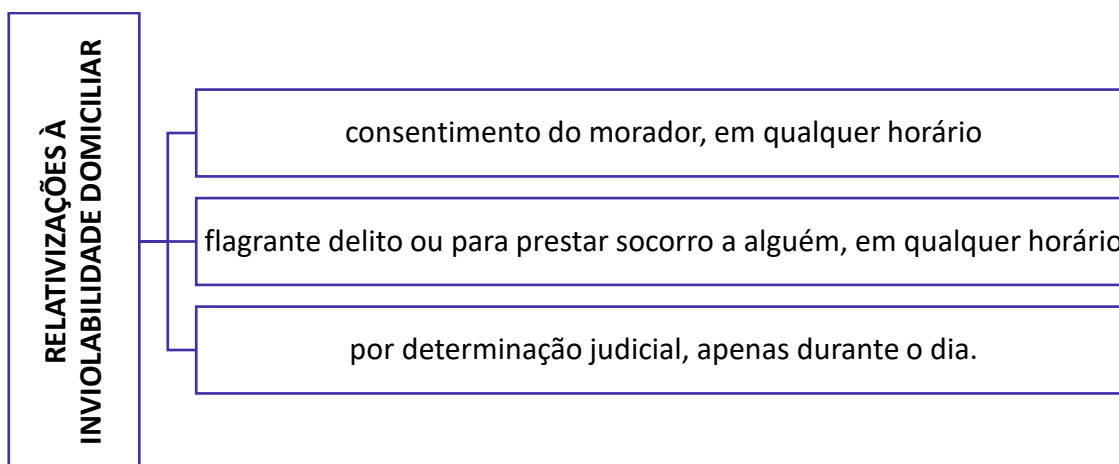 RELATIVIZAÇÕES À
INVIOLABILIDADE DOMICILIAR
consentimento do morador, em qualquer horário
flagrante delito ou para prestar socorro a alguém, em qualquer horário
por determinação judicial, apenas durante o dia.